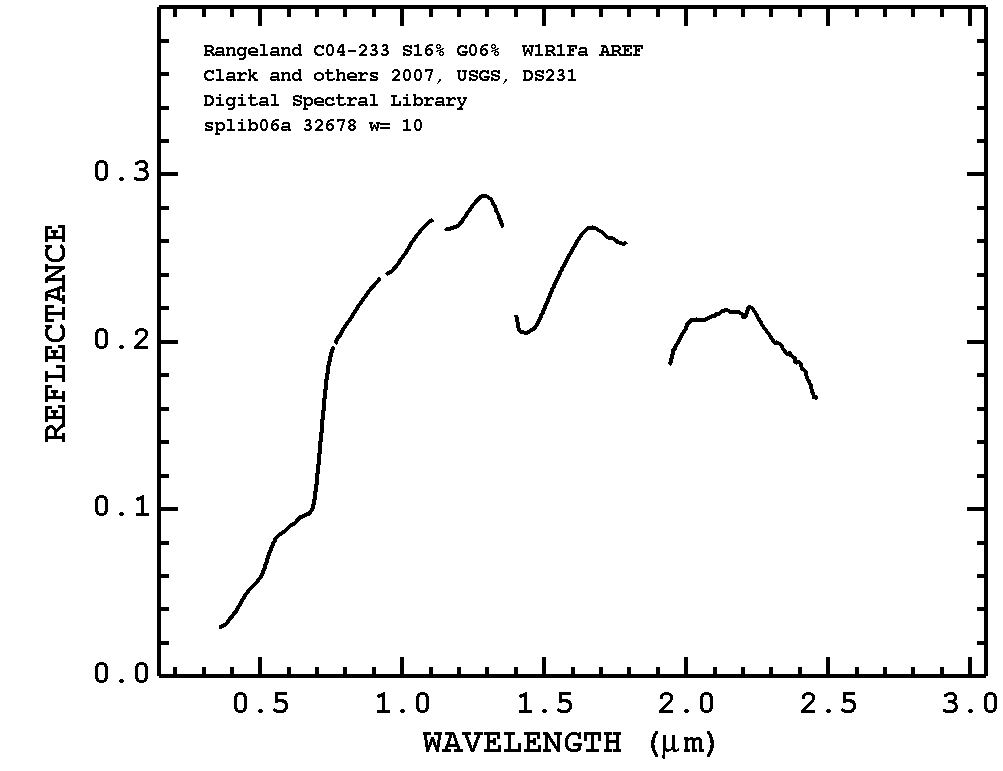 Rangeland C04-233 S16% G06%  W1R1Fa AREF
Clark and others 2007, USGS, DS231
Digital Spectral Library
splib06a 32678 w= 10
0.3
0.2
0.1
0.0
REFLECTANCE
0.5 1.0 1.5 2.0 2.5 3.0
WAVELENGTH (μm)